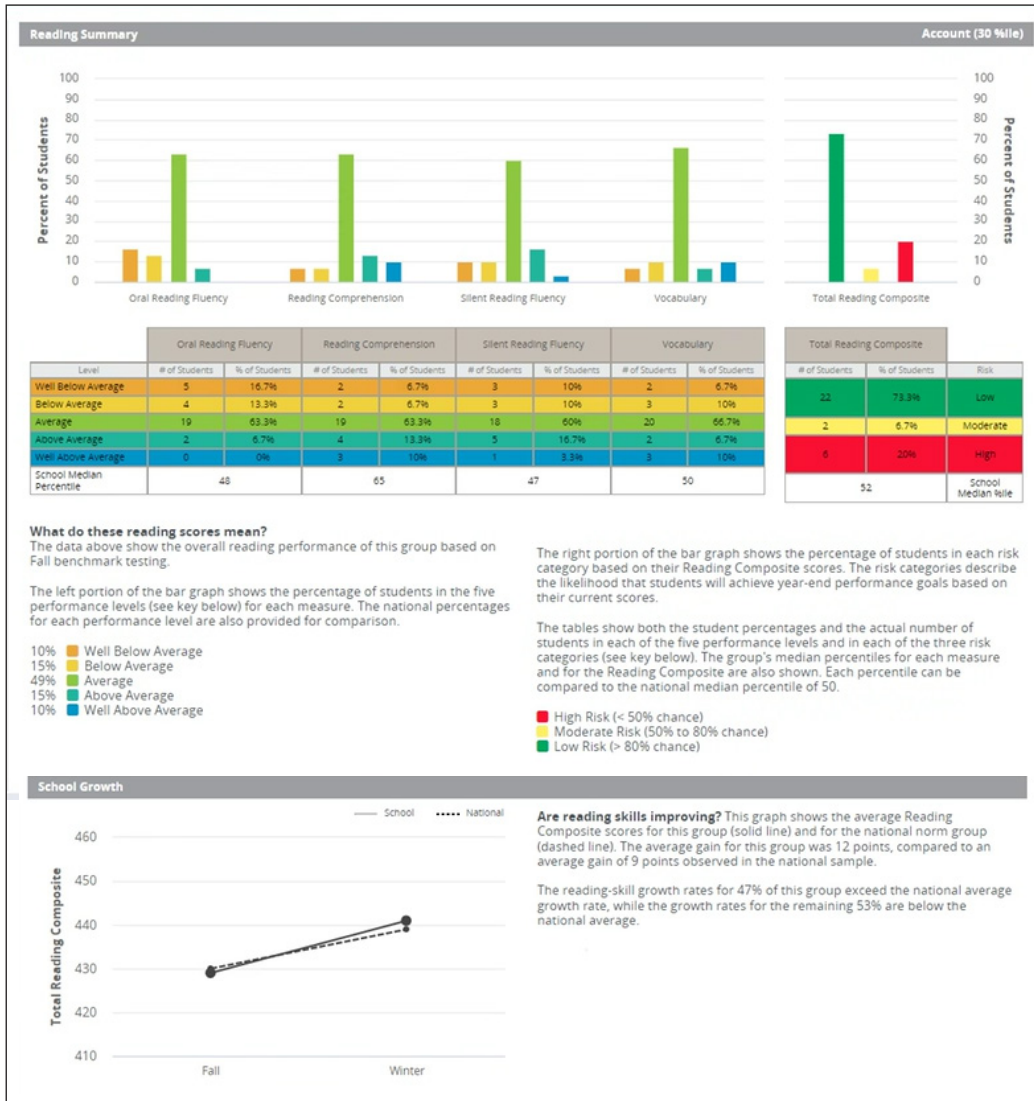 Reading Summary Account (30 %ile)
100 100
90 90
80 80
70 70
60 60
50 50
40 40
30 30
20 20
10 10
0 0
Percent of Students
Percent of Students
Oral Reading Fluency Reading Comprehension Silent Reading Fluency Vocabulary Total Reading Composite
Oral Reading Fluency Reading Comprehension Silent Reading Fluency Vocabulary Total Reading Composite
Level # of Students % of Students # of Students % of Students # of Students % of Students # of Students % of Students # of Students % of Students Risk
Well Below Average 5 16.7% 2 6.7% 3 10% 2 6.7%
22 73.3% Low
Below Average 4 13.3% 2 6.7% 3 10% 3 10%
Average 19 63.3% 19 63.3% 18 60% 20 66.7% 2 6.7% Moderate
Above Average 2 6.7% 4 13.3% 5 16.7% 2 6.7%
6 20% High
Well Above Average 0 0% 3 10% 1 3.3% 3 10%
School Median
Percentile 48 65 47 50 52 School
Median %ile
What do these reading scores mean?
The data above show the overall reading performance of this group based on
Fall benchmark testing.
The left portion of the bar graph shows the percentage of students in the five
performance levels (see key below) for each measure. The national percentages
for each performance level are also provided for comparison.
10% Well Below Average
15% Below Average
49% Average
15% Above Average
10% Well Above Average
The right portion of the bar graph shows the percentage of students in each risk
category based on their Reading Composite scores. The risk categories describe
the likelihood that students will achieve year-end performance goals based on
their current scores.
The tables show both the student percentages and the actual number of
students in each of the five performance levels and in each of the three risk
categories (see key below). The group's median percentiles for each measure
and for the Reading Composite are also shown. Each percentile can be
compared to the national median percentile of 50.
High Risk (< 50% chance)
Moderate Risk (50% to 80% chance)
Low Risk (> 80% chance)
School Growth
School National
460
450
440
430
420
410
Total Reading Composite
Fall Winter
Are reading skills improving? This graph shows the average Reading
Composite scores for this group (solid line) and for the national norm group
(dashed line). The average gain for this group was 12 points, compared to an
average gain of 9 points observed in the national sample.
The reading-skill growth rates for 47% of this group exceed the national average
growth rate, while the growth rates for the remaining 53% are below the
national average.